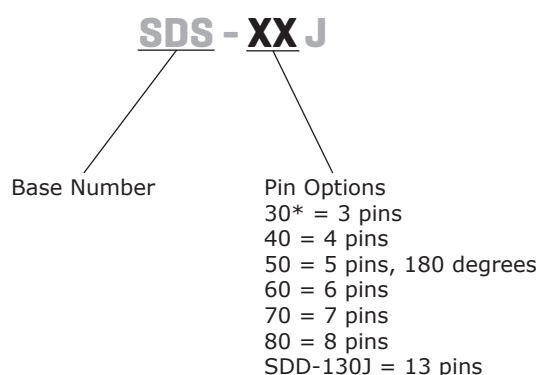 SDS - XX J
Base Number
Pin Options
30* = 3 pins
40 = 4 pins
50 = 5 pins, 180 degrees
60 = 6 pins
70 = 7 pins
80 = 8 pins
SDD-130J = 13 pins